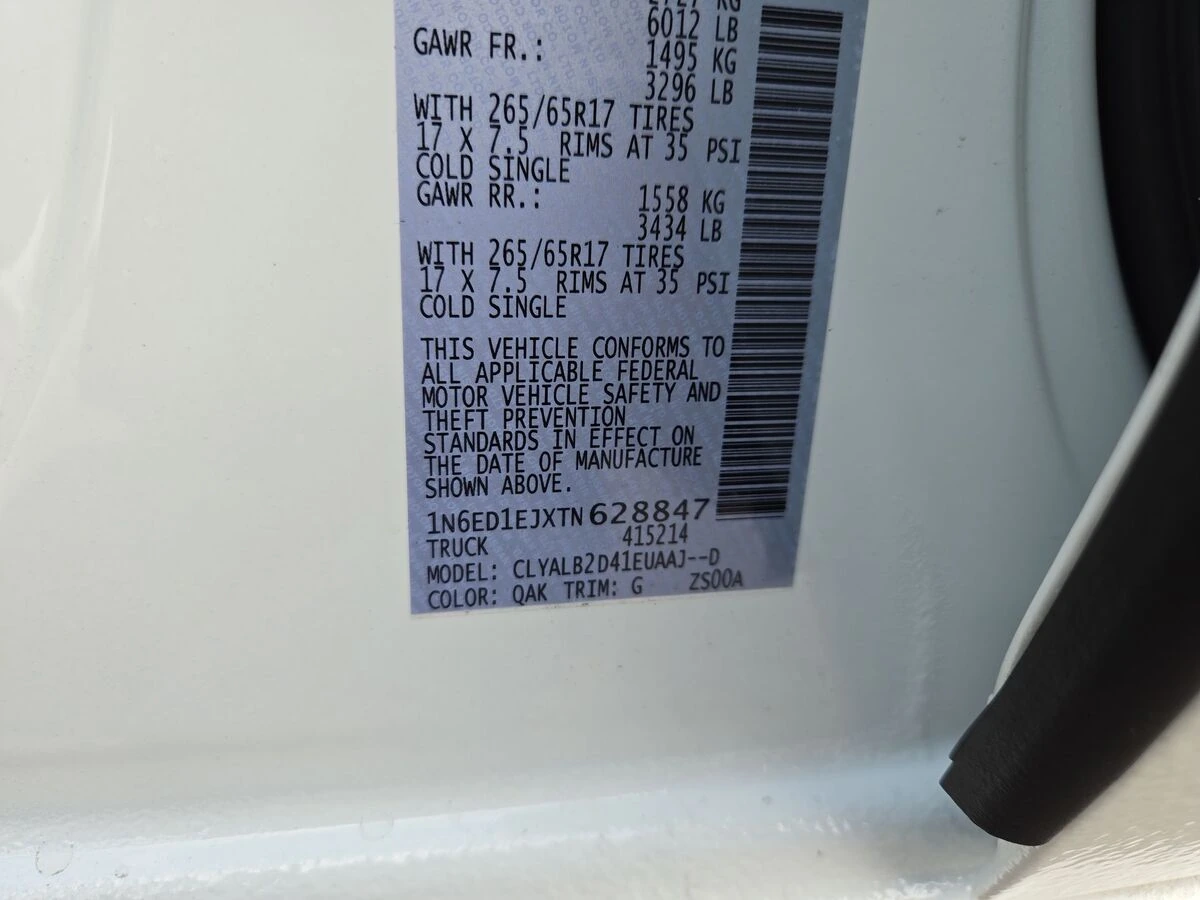 KG
6012 LB
GAWR FR.: 1495 KG
3296 LB
WITH 265/65R17 TIRES
17 X 7.5 RIMS AT 35 PSI
COLD SINGLE
GAWR RR.: 1558 KG
3434 LB
WITH 265/65R17 TIRES
17 X 7.5 RIMS AT 35 PSI
COLD SINGLE
THIS VEHICLE CONFORMS TO
ALL APPLICABLE FEDERAL
MOTOR VEHICLE SAFETY AND
THEFT PREVENTION
STANDARDS IN EFFECT ON
THE DATE OF MANUFACTURE
SHOWN ABOVE.
1N6ED1EJXTN628847
TRUCK 415214
MODEL: CLYALB2D41EUAAJ--D
COLOR: QAK TRIM: G ZS00A